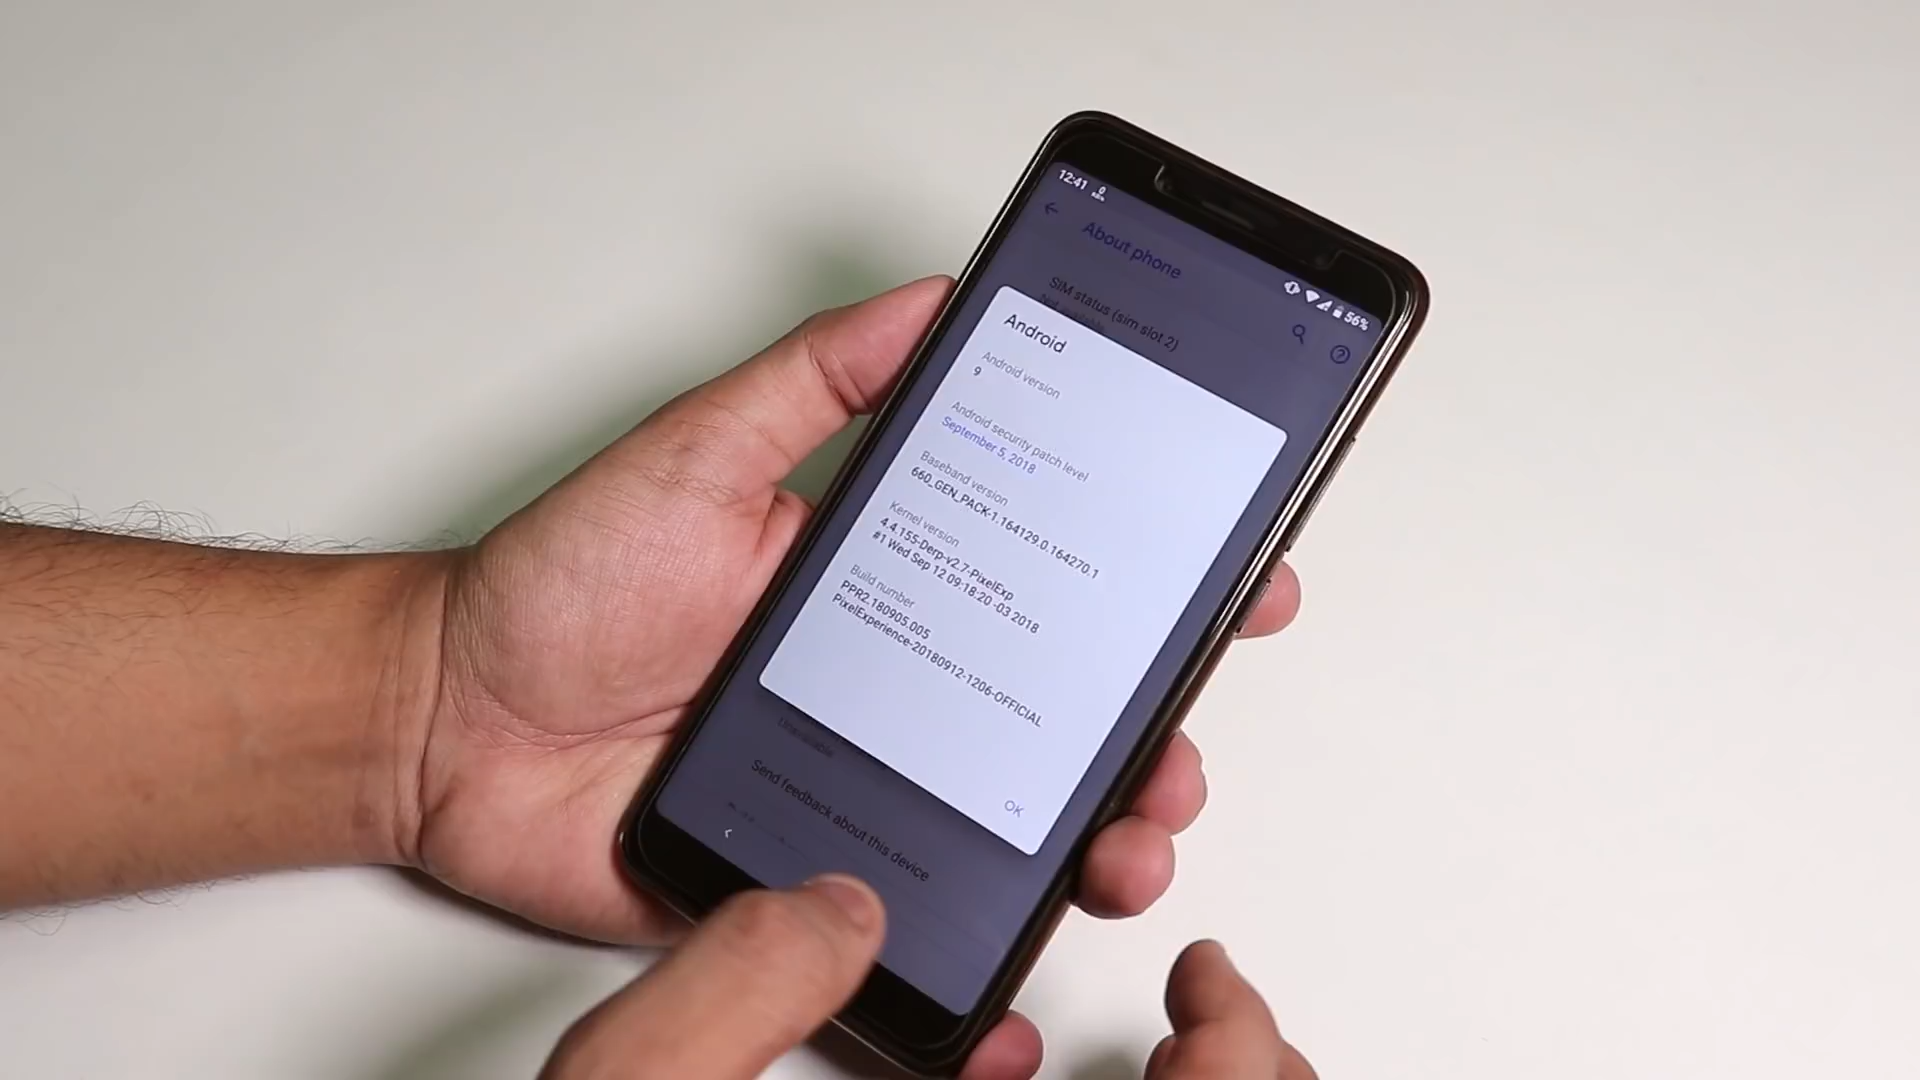 12:41 0
56%
About phone
SIM status (sim slot 2)
Not available
Android
Android version
9
Android security patch level
September 5, 2018
Baseband version
660_GEN_PACK-1.164129.0.164270.1
Kernel version
4.4.155-Derp-v2.7-PixelExp
#1 Wed Sep 12 09:18:20 -03 2018
Build number
PPR2.180905.005
PixelExperience-20180912-1206-OFFICIAL
OK
Unavailable
Send feedback about this device